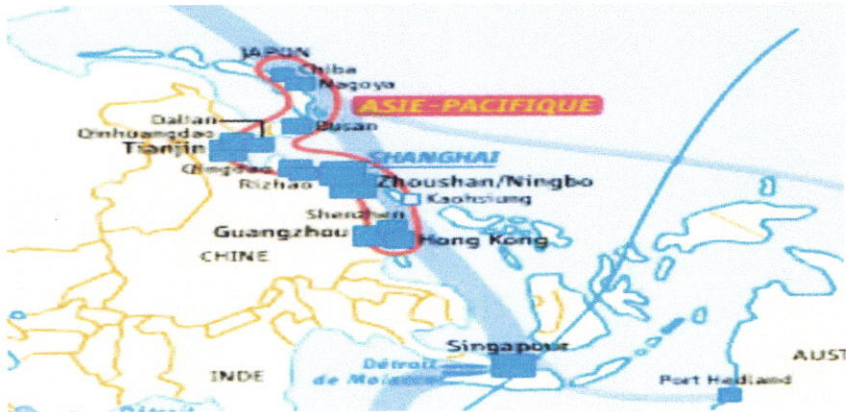 JAPON
Chiba
Nagoya
ASIE-PACIFIQUE
Dalian
Busan
Qinhuangdao
Tianjin
SHANGHAI
Qingdao
Rizhao
Zhoushan/Ningbo
Kaohsiung
Shenzhen
Guangzhou
Hong Kong
CHINE
Singapour
Détroit
de Malacca
AUST
INDE
Port Hedland
Détroit